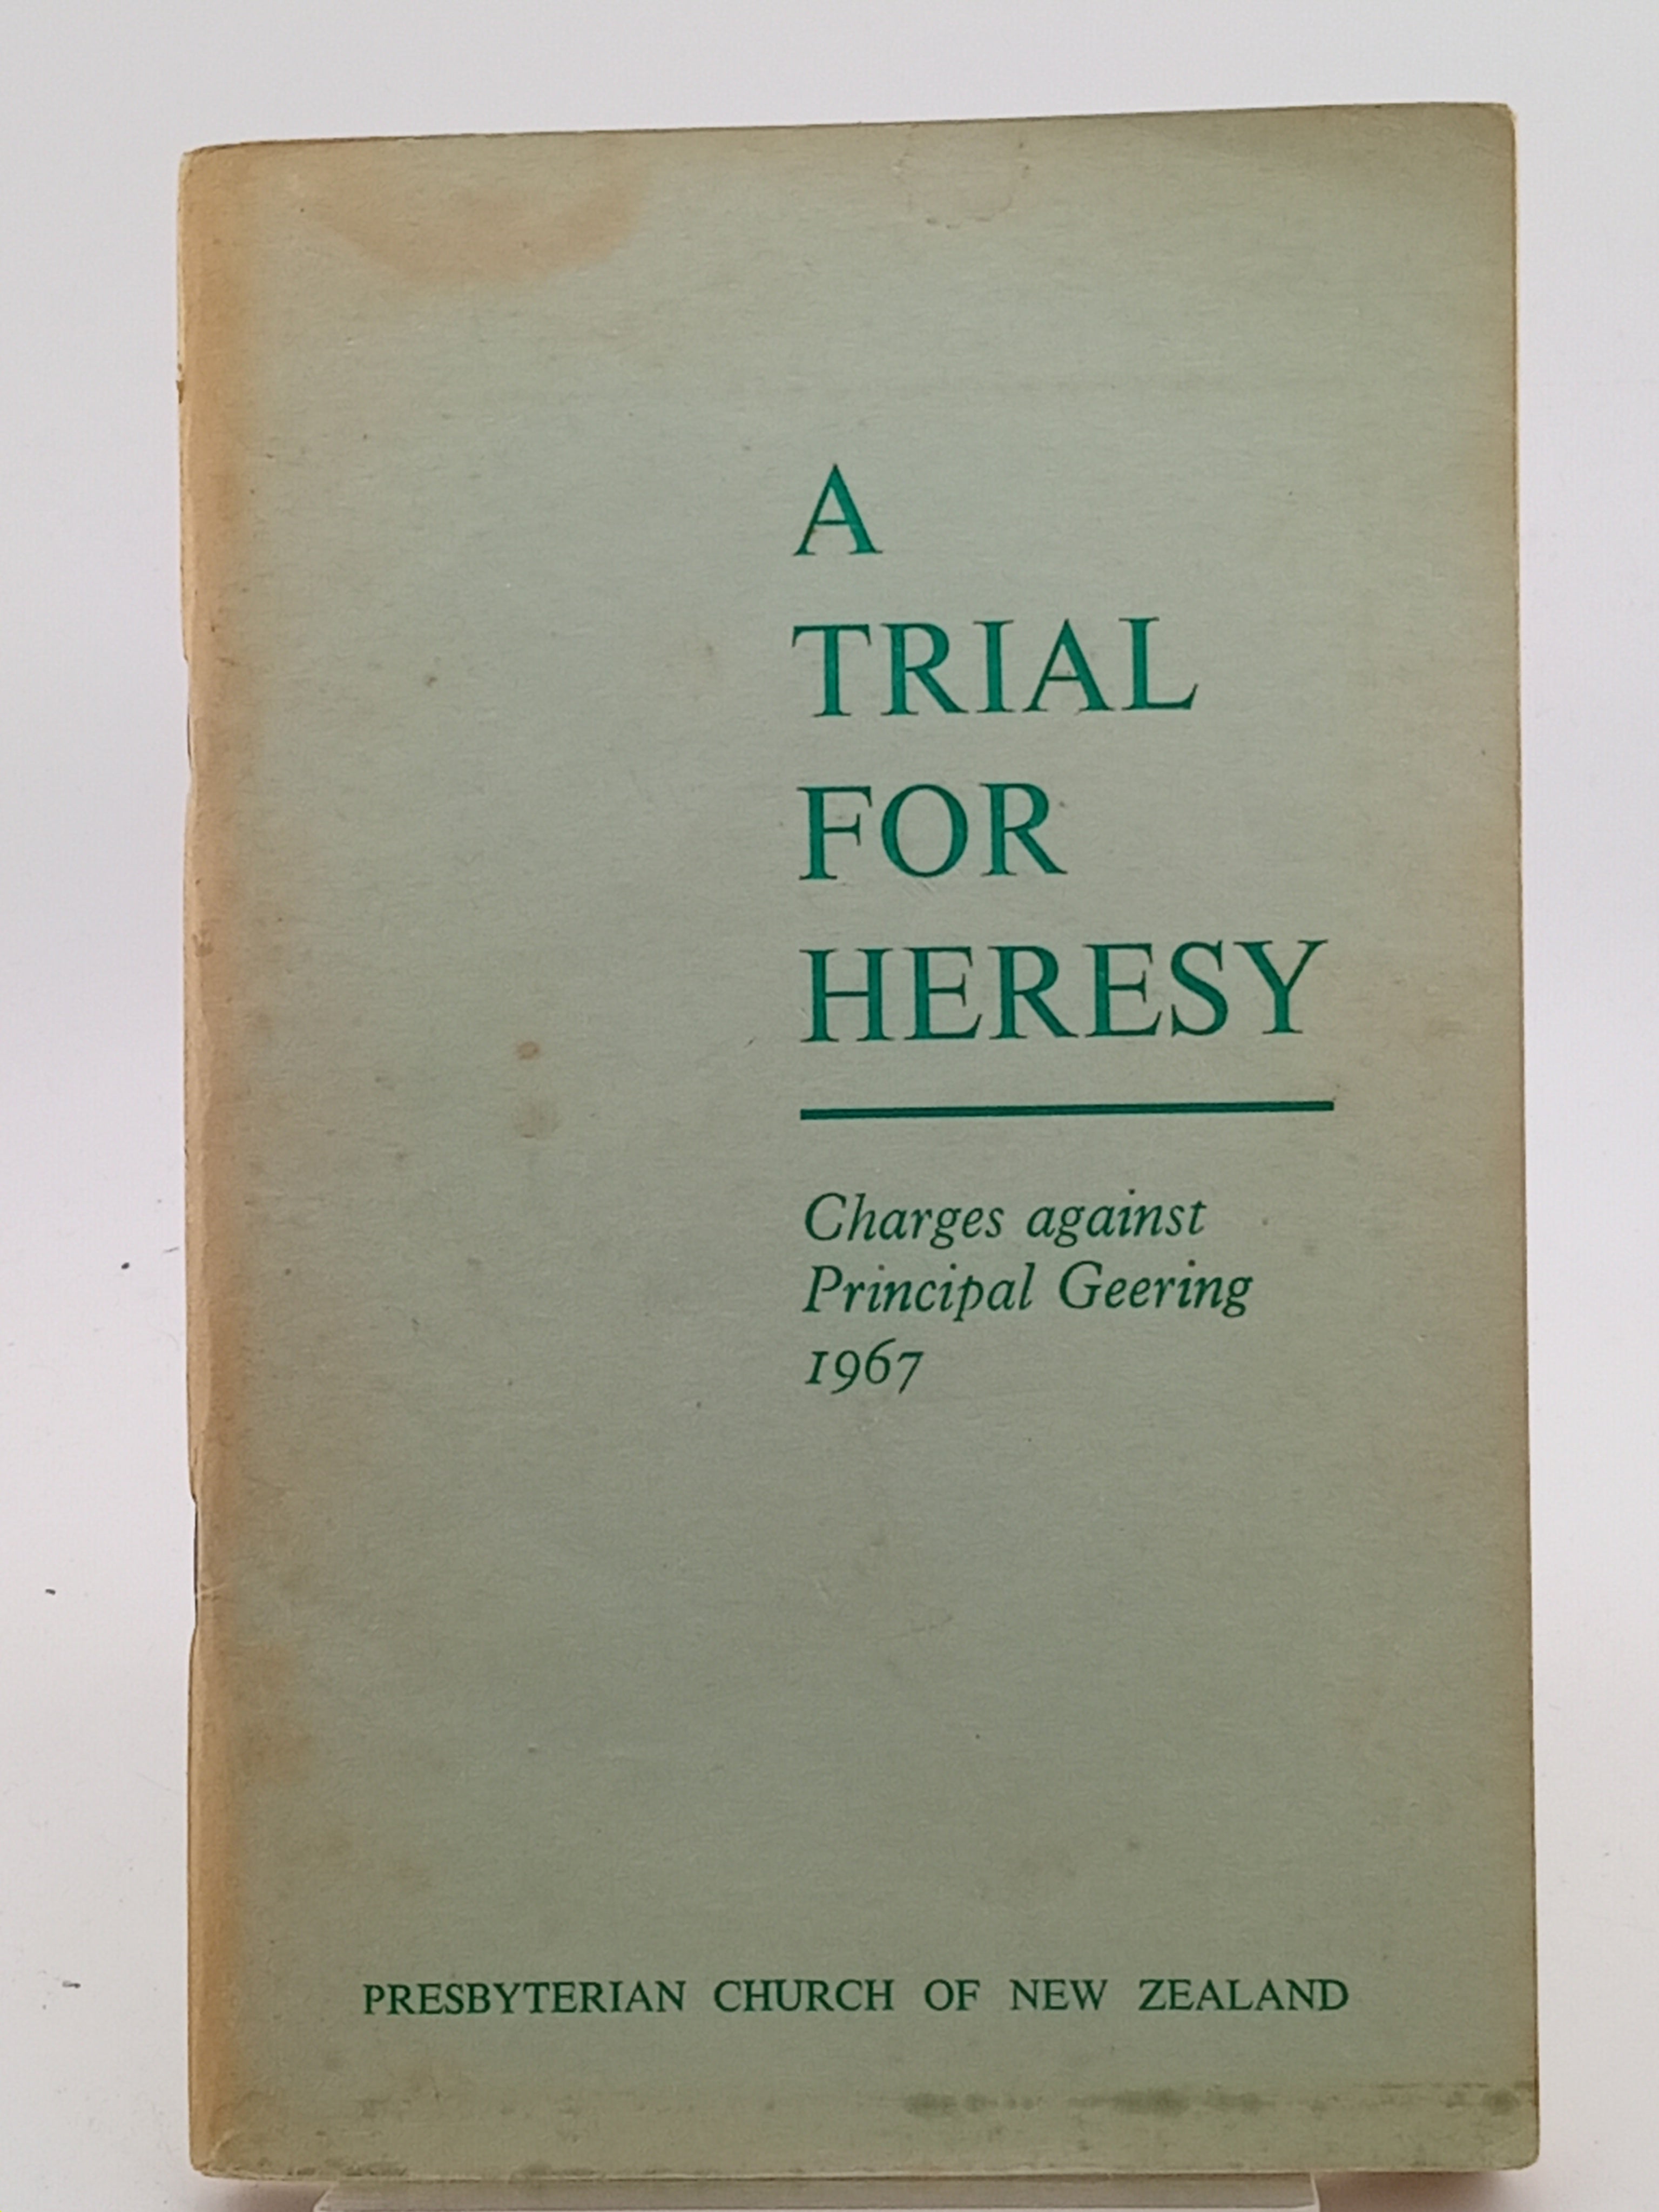 A
TRIAL
FOR
HERESY
Charges against
Principal Geering
1967
PRESBYTERIAN CHURCH OF NEW ZEALAND